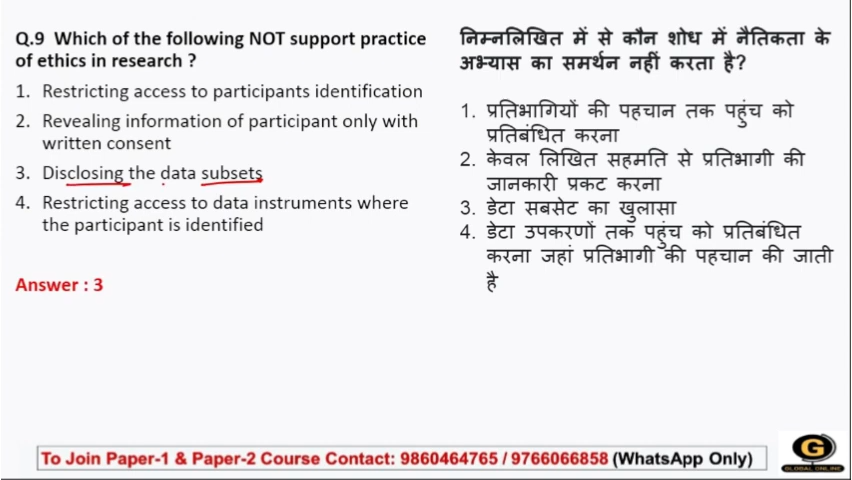 Q.9 Which of the following NOT support practice
of ethics in research ?
1. Restricting access to participants identification
2. Revealing information of participant only with
written consent
3. Disclosing the data subsets
4. Restricting access to data instruments where
the participant is identified
Answer : 3
निम्नलिखित में से कौन शोध में नैतिकता के
अभ्यास का समर्थन नहीं करता है?
1. प्रतिभागियों की पहचान तक पहुंच को
प्रतिबंधित करना
2. केवल लिखित सहमति से प्रतिभागी की
जानकारी प्रकट करना
3. डेटा सबसेट का खुलासा
4. डेटा उपकरणों तक पहुंच को प्रतिबंधित
करना जहां प्रतिभागी की पहचान की जाती
है
To Join Paper-1 & Paper-2 Course Contact: 9860464765 / 9766066858 (WhatsApp Only)
G
GLOBAL ONLINE